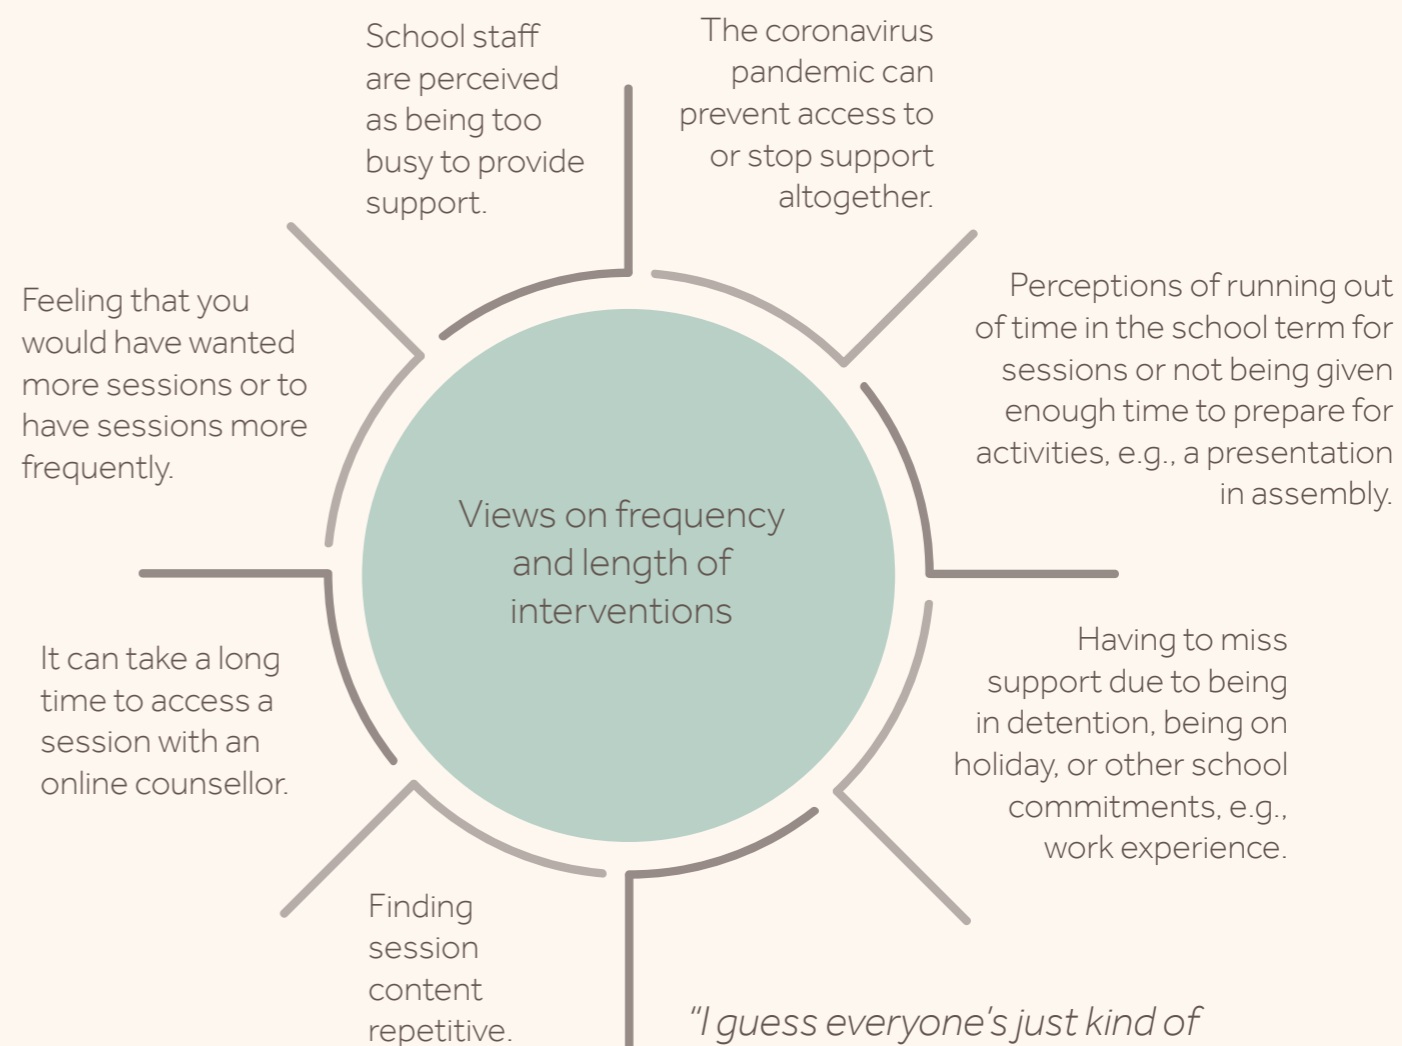 School staff
are perceived
as being too
busy to provide
support.
The coronavirus
pandemic can
prevent access to
or stop support
altogether.
Feeling that you
would have wanted
more sessions or to
have sessions more
frequently.
Perceptions of running out
of time in the school term for
sessions or not being given
enough time to prepare for
activities, e.g., a presentation
in assembly.
Views on frequency
and length of
interventions
It can take a long
time to access a
session with an
online counsellor.
Having to miss
support due to being
in detention, being on
holiday, or other school
commitments, e.g.,
work experience.
Finding
session
content
repetitive.
"I guess everyone's just kind of